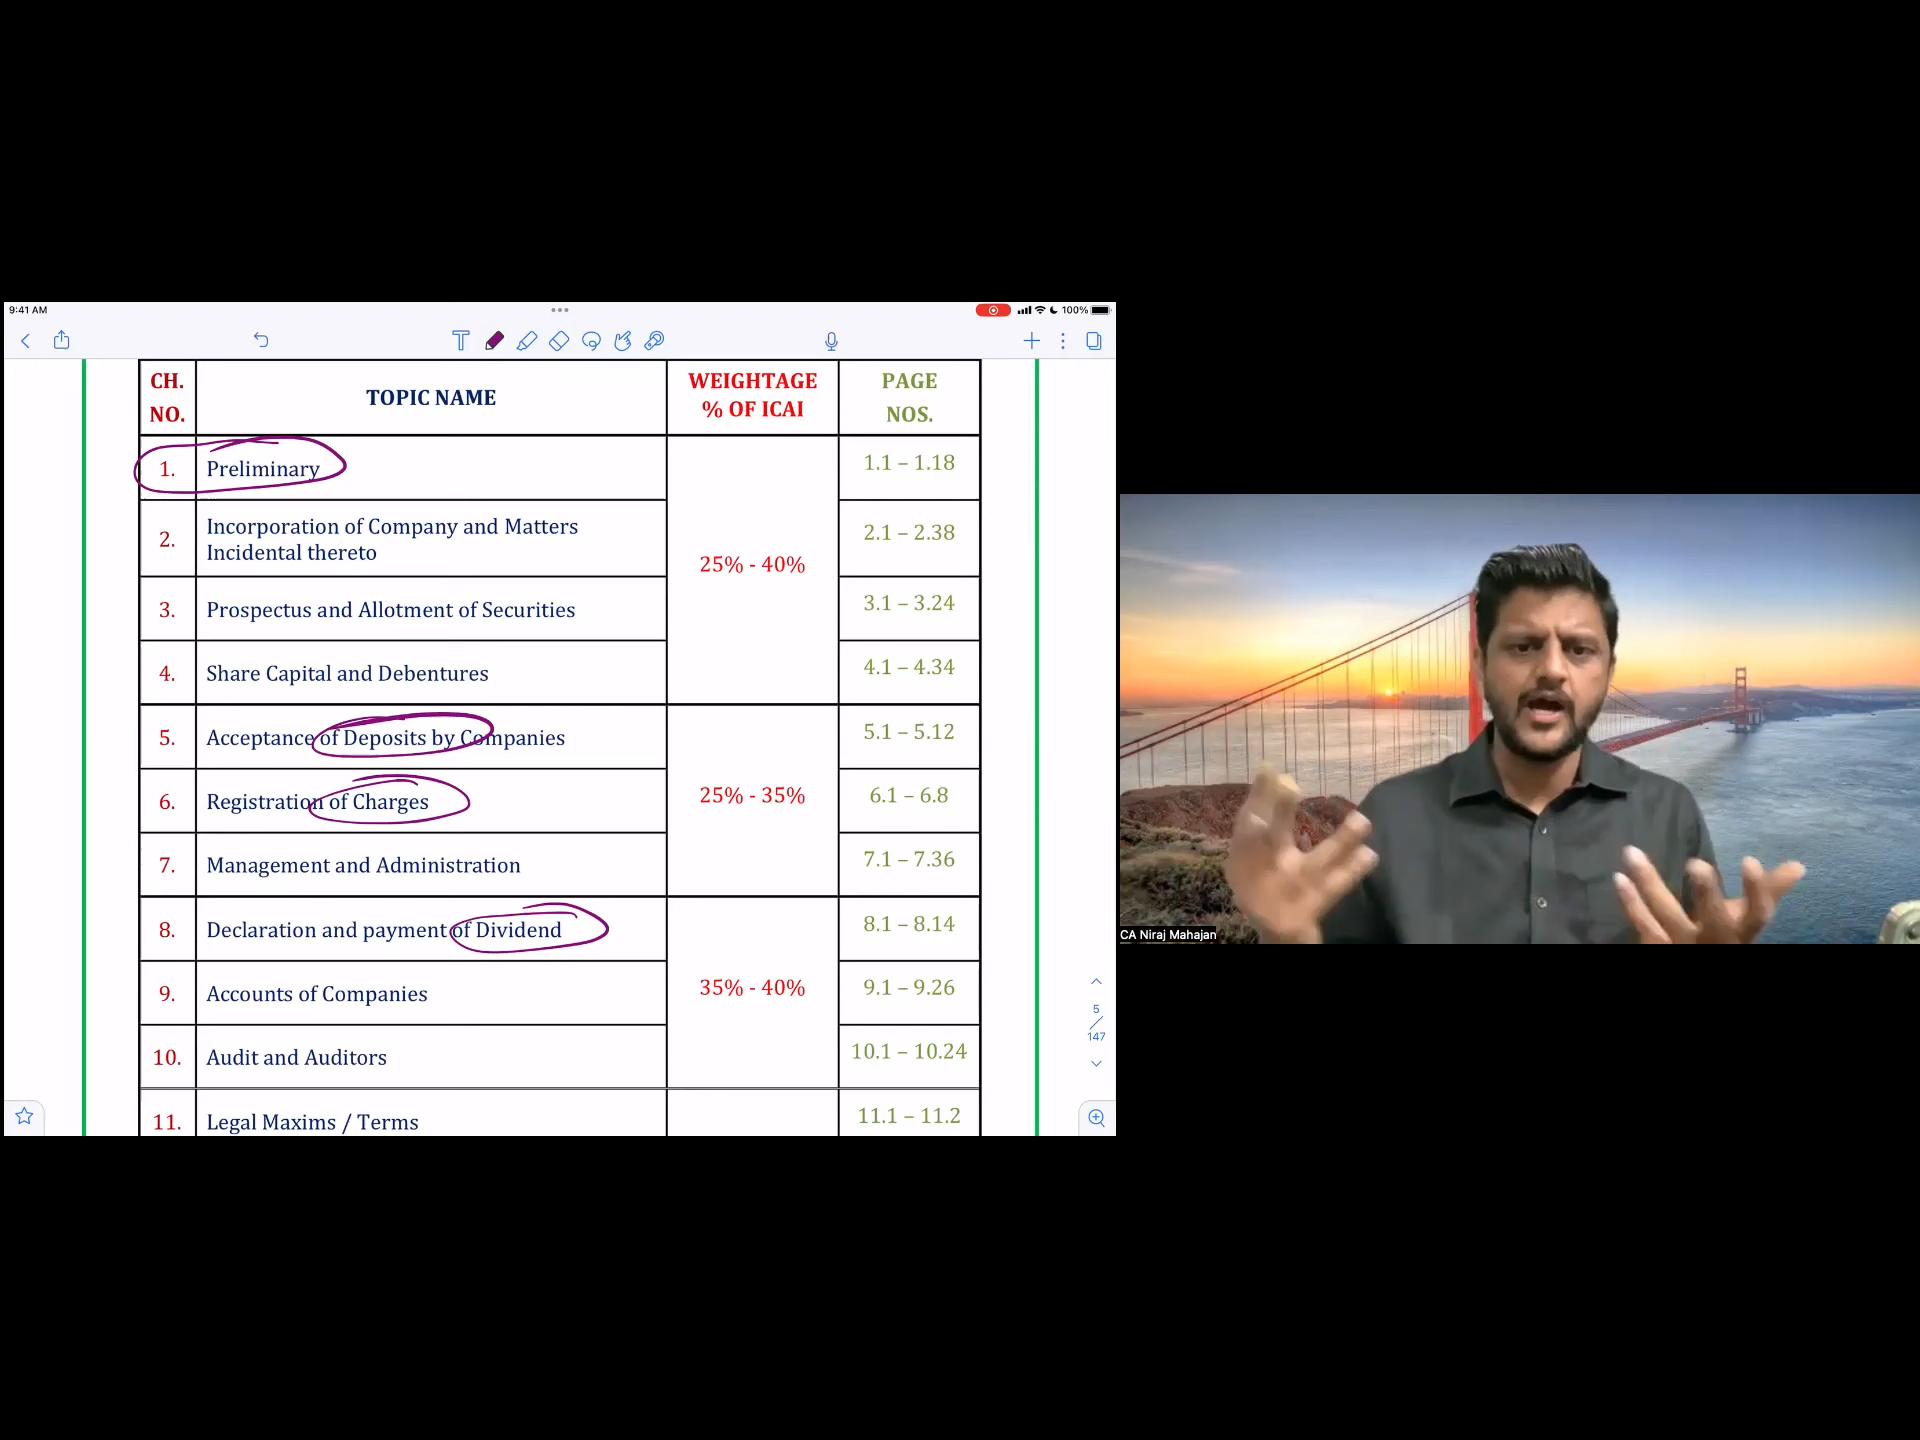 9:41 AM
100%
CH. NO.
TOPIC NAME
WEIGHTAGE % OF ICAI
PAGE NOS.
1.
Preliminary
1.1 – 1.18
2.
Incorporation of Company and Matters
Incidental thereto
2.1 – 2.38
25% - 40%
3.
Prospectus and Allotment of Securities
3.1 – 3.24
4.
Share Capital and Debentures
4.1 – 4.34
5.
Acceptance of Deposits by Companies
5.1 – 5.12
6.
Registration of Charges
25% - 35%
6.1 – 6.8
7.
Management and Administration
7.1 – 7.36
8.
Declaration and payment of Dividend
8.1 – 8.14
9.
Accounts of Companies
35% - 40%
9.1 – 9.26
10.
Audit and Auditors
10.1 – 10.24
11.
Legal Maxims / Terms
11.1 – 11.2
5
147
CA Niraj Mahajan